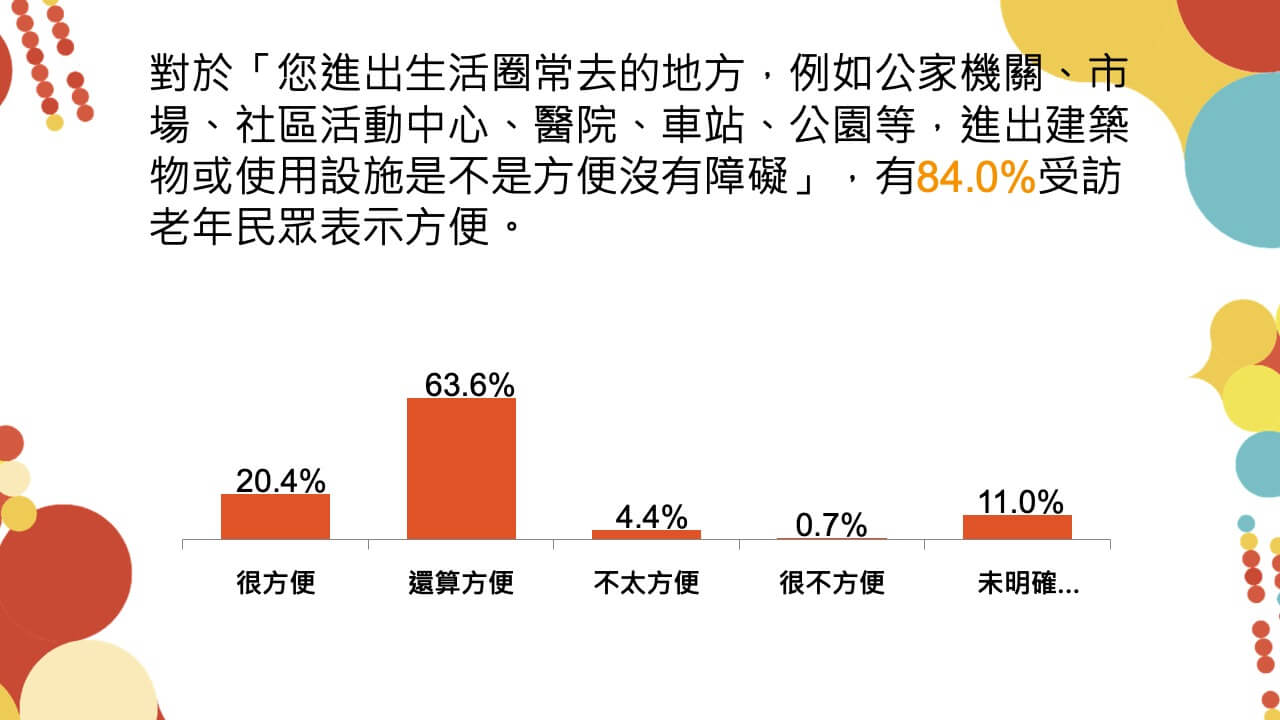 對於「您進出生活圈常去的地方，例如公家機關、市
場、社區活動中心、醫院、車站、公園等，進出建築
物或使用設施是不是方便沒有障礙」，有84.0%受訪
老年民眾表示方便。
63.6%
20.4%
4.4%
0.7%
11.0%
很方便
還算方便
不太方便
很不方便
未明確...